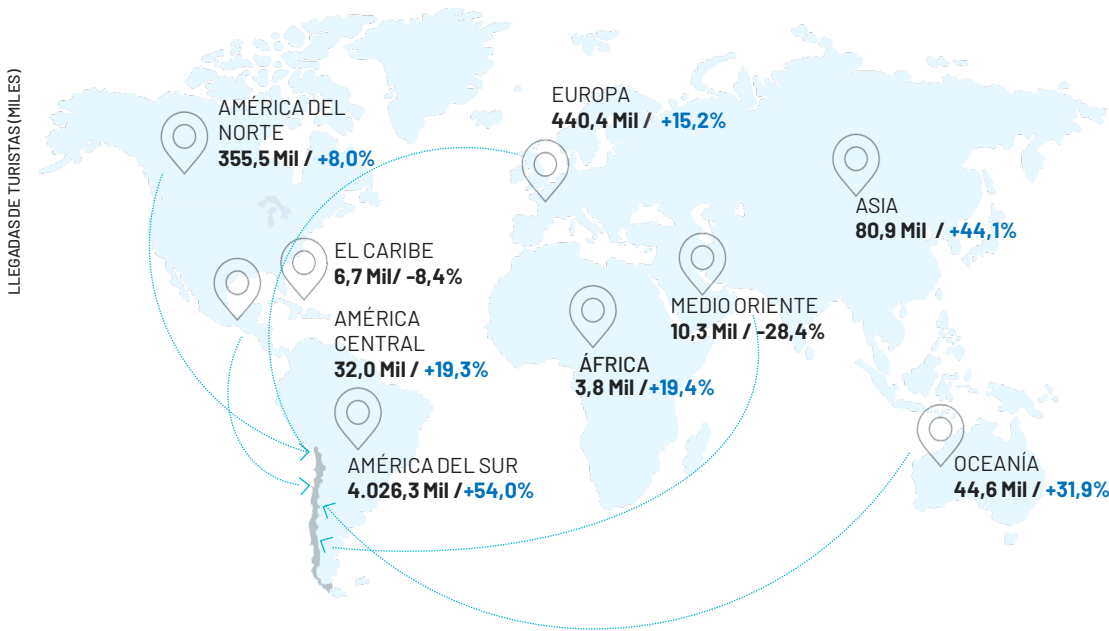 LLEGADAS DE TURISTAS (MILES)
AMÉRICA DEL
NORTE
355,5 Mil / +8,0%
EUROPA
440,4 Mil / +15,2%
ASIA
80,9 Mil / +44,1%
EL CARIBE
6,7 Mil/ -8,4%
MEDIO ORIENTE
10,3 Mil / -28,4%
AMÉRICA
CENTRAL
32,0 Mil / +19,3%
ÁFRICA
3,8 Mil /+19,4%
AMÉRICA DEL SUR
4.026,3 Mil /+54,0%
OCEANÍA
44,6 Mil / +31,9%